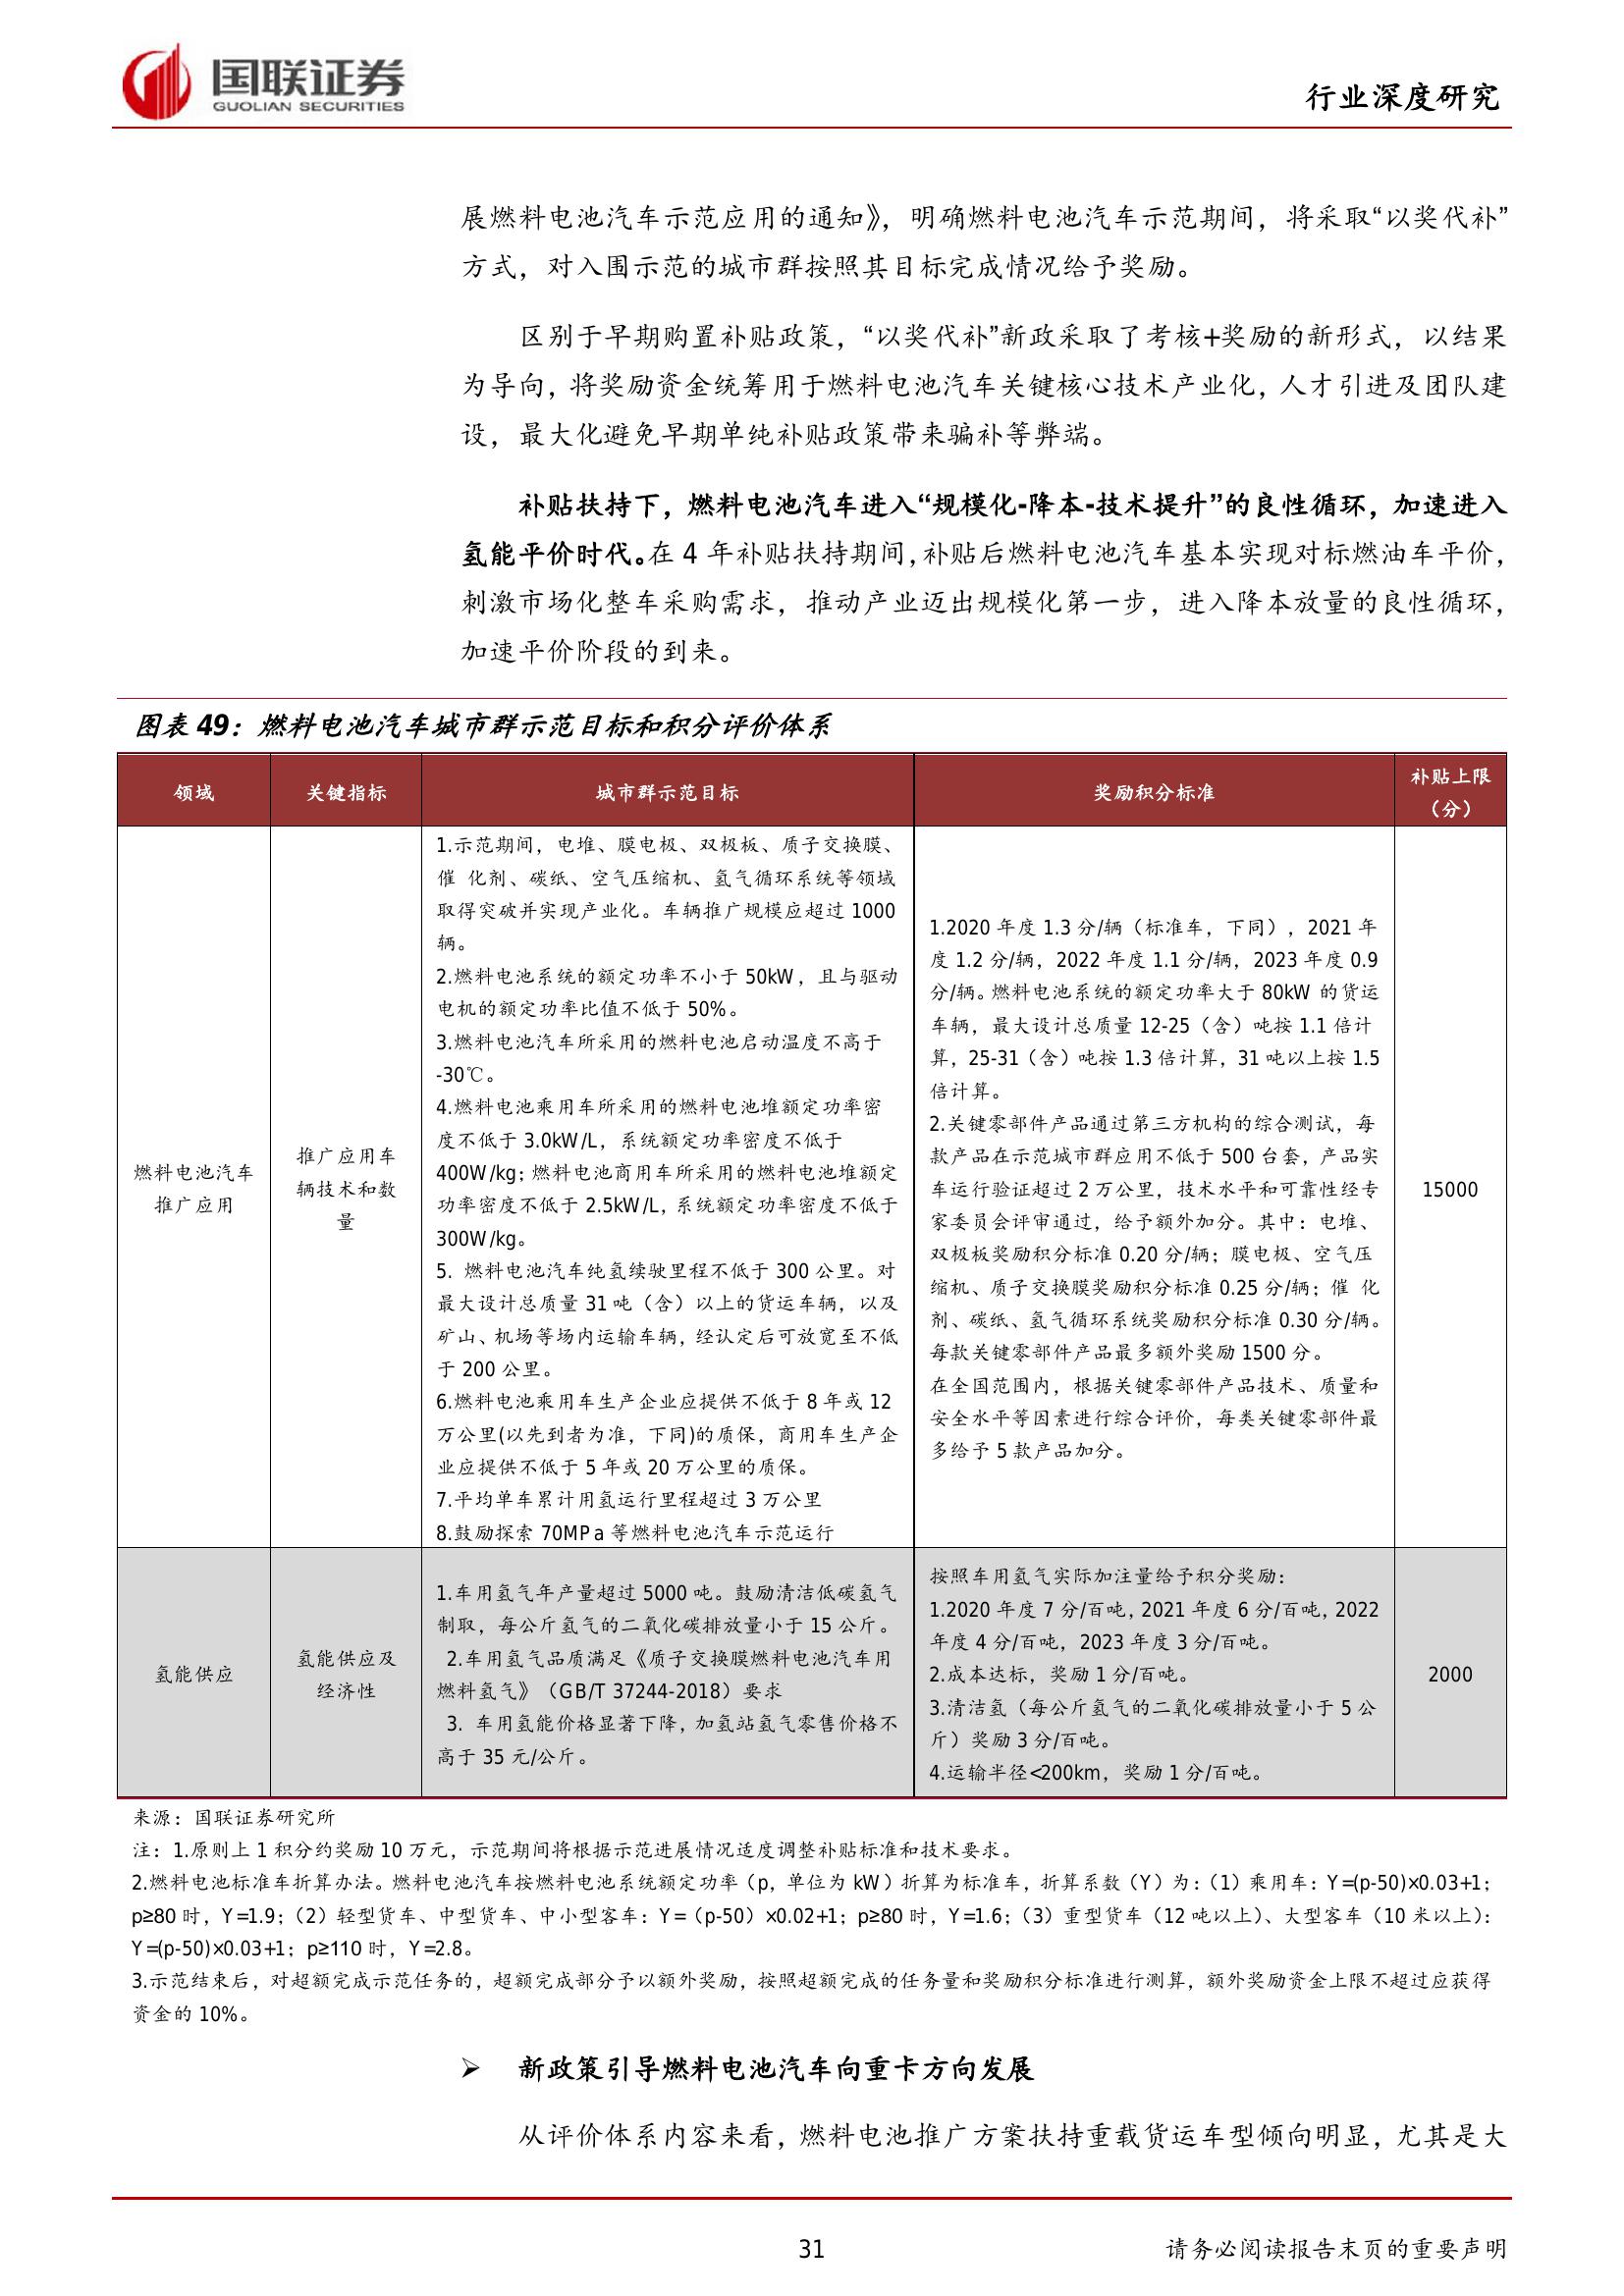 国联证券
GUOLIAN SECURITIES
行业深度研究
展燃料电池汽车示范应用的通知》，明确燃料电池汽车示范期间，将采取“以奖代补”
方式，对入围示范的城市群按照其目标完成情况给予奖励。
区别于早期购置补贴政策，“以奖代补”新政采取了考核+奖励的新形式，以结果
为导向，将奖励资金统筹用于燃料电池汽车关键核心技术产业化，人才引进及团队建
设，最大化避免早期单纯补贴政策带来骗补等弊端。
补贴扶持下，燃料电池汽车进入“规模化-降本-技术提升”的良性循环，加速进入
氢能平价时代。在 4 年补贴扶持期间，补贴后燃料电池汽车基本实现对标燃油车平价，
刺激市场化整车采购需求，推动产业迈出规模化第一步，进入降本放量的良性循环，
加速平价阶段的到来。
图表 49：燃料电池汽车城市群示范目标和积分评价体系
领域
关键指标
城市群示范目标
奖励积分标准
补贴上限
（分）
燃料电池汽车
推广应用
推广应用车
辆技术和数
量
1.示范期间，电堆、膜电极、双极板、质子交换膜、
催 化剂、碳纸、空气压缩机、氢气循环系统等领域
取得突破并实现产业化。车辆推广规模应超过 1000
辆。
2.燃料电池系统的额定功率不小于 50kW，且与驱动
电机的额定功率比值不低于 50%。
3.燃料电池汽车所采用的燃料电池启动温度不高于
-30℃。
4.燃料电池乘用车所采用的燃料电池堆额定功率密
度不低于 3.0kW/L，系统额定功率密度不低于
400W/kg；燃料电池商用车所采用的燃料电池堆额定
功率密度不低于 2.5kW/L，系统额定功率密度不低于
300W/kg。
5. 燃料电池汽车纯氢续驶里程不低于 300 公里。对
最大设计总质量 31 吨（含）以上的货运车辆，以及
矿山、机场等场内运输车辆，经认定后可放宽至不低
于 200 公里。
6.燃料电池乘用车生产企业应提供不低于 8 年或 12
万公里(以先到者为准，下同)的质保，商用车生产企
业应提供不低于 5 年或 20 万公里的质保。
7.平均单车累计用氢运行里程超过 3 万公里
8.鼓励探索 70MPa 等燃料电池汽车示范运行
1.2020 年度 1.3 分/辆（标准车，下同），2021 年
度 1.2 分/辆，2022 年度 1.1 分/辆，2023 年度 0.9
分/辆。燃料电池系统的额定功率大于 80kW 的货运
车辆，最大设计总质量 12-25（含）吨按 1.1 倍计
算，25-31（含）吨按 1.3 倍计算，31 吨以上按 1.5
倍计算。
2.关键零部件产品通过第三方机构的综合测试，每
款产品在示范城市群应用不低于 500 台套，产品实
车运行验证超过 2 万公里，技术水平和可靠性经专
家委员会评审通过，给予额外加分。其中：电堆、
双极板奖励积分标准 0.20 分/辆；膜电极、空气压
缩机、质子交换膜奖励积分标准 0.25 分/辆；催 化
剂、碳纸、氢气循环系统奖励积分标准 0.30 分/辆。
每款关键零部件产品最多额外奖励 1500 分。
在全国范围内，根据关键零部件产品技术、质量和
安全水平等因素进行综合评价，每类关键零部件最
多给予 5 款产品加分。
15000
氢能供应
氢能供应及
经济性
1.车用氢气年产量超过 5000 吨。鼓励清洁低碳氢气
制取，每公斤氢气的二氧化碳排放量小于 15 公斤。
2.车用氢气品质满足《质子交换膜燃料电池汽车用
燃料氢气》（GB/T 37244-2018）要求
3. 车用氢能价格显著下降，加氢站氢气零售价格不
高于 35 元/公斤。
按照车用氢气实际加注量给予积分奖励：
1.2020 年度 7 分/百吨，2021 年度 6 分/百吨，2022
年度 4 分/百吨，2023 年度 3 分/百吨。
2.成本达标，奖励 1 分/百吨。
3.清洁氢（每公斤氢气的二氧化碳排放量小于 5 公
斤）奖励 3 分/百吨。
4.运输半径<200km，奖励 1 分/百吨。
2000
来源：国联证券研究所
注：1.原则上 1 积分约奖励 10 万元，示范期间将根据示范进展情况适度调整补贴标准和技术要求。
2.燃料电池标准车折算办法。燃料电池汽车按燃料电池系统额定功率（p，单位为 kW）折算为标准车，折算系数（Y）为：（1）乘用车：Y=(p-50)×0.03+1；
p≥80 时，Y=1.9；（2）轻型货车、中型货车、中小型客车：Y=（p-50）×0.02+1；p≥80 时，Y=1.6；（3）重型货车（12 吨以上）、大型客车（10 米以上）：
Y=(p-50)×0.03+1；p≥110 时，Y=2.8。
3.示范结束后，对超额完成示范任务的，超额完成部分予以额外奖励，按照超额完成的任务量和奖励积分标准进行测算，额外奖励资金上限不超过应获得
资金的 10%。
➢ 新政策引导燃料电池汽车向重卡方向发展
从评价体系内容来看，燃料电池推广方案扶持重载货运车型倾向明显，尤其是大
31
请务必阅读报告末页的重要声明